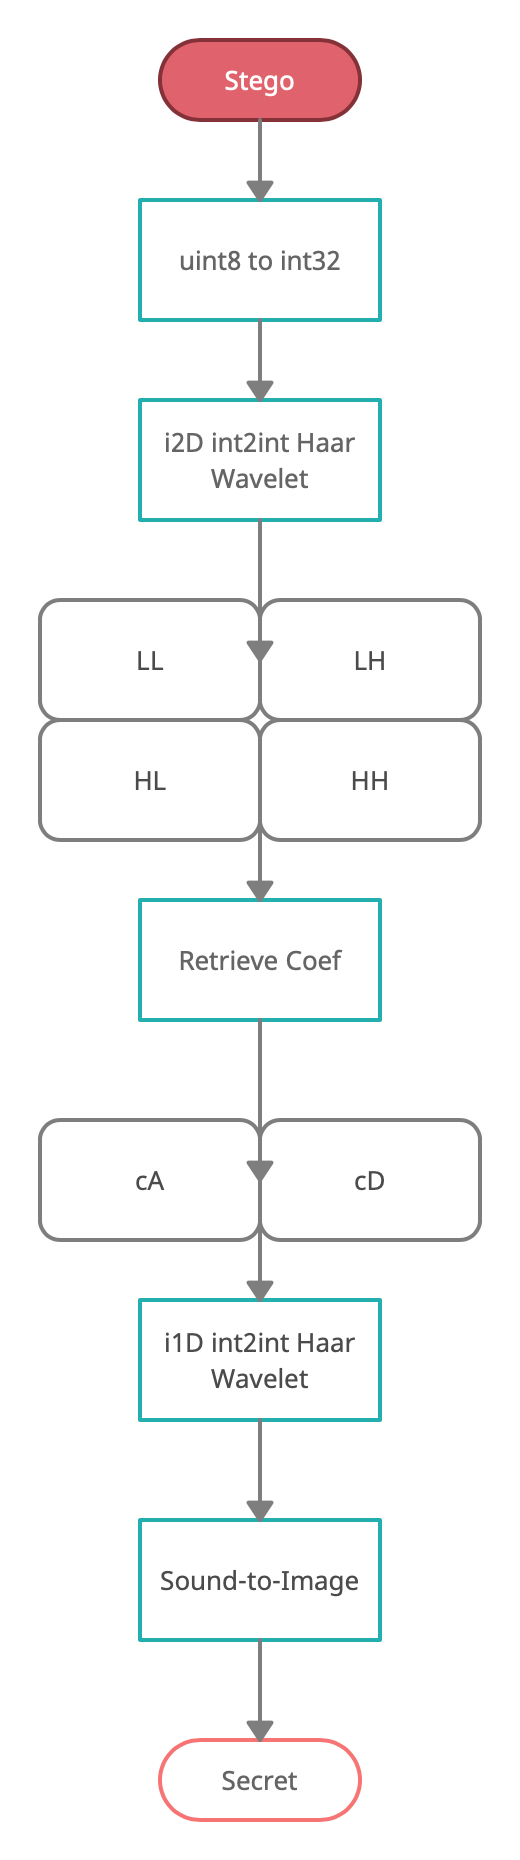 Stego
uint8 to int32
i2D int2int Haar
Wavelet
LL
LH
HL
HH
Retrieve Coef
cA
cD
i1D int2int Haar
Wavelet
Sound-to-Image
Secret